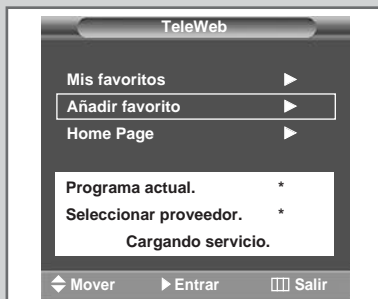 TeleWeb
Mis favoritos ▶
Añadir favorito ▶
Home Page ▶
Programa actual. *
Seleccionar proveedor. *
Cargando servicio.
Mover ▶ Entrar Salir